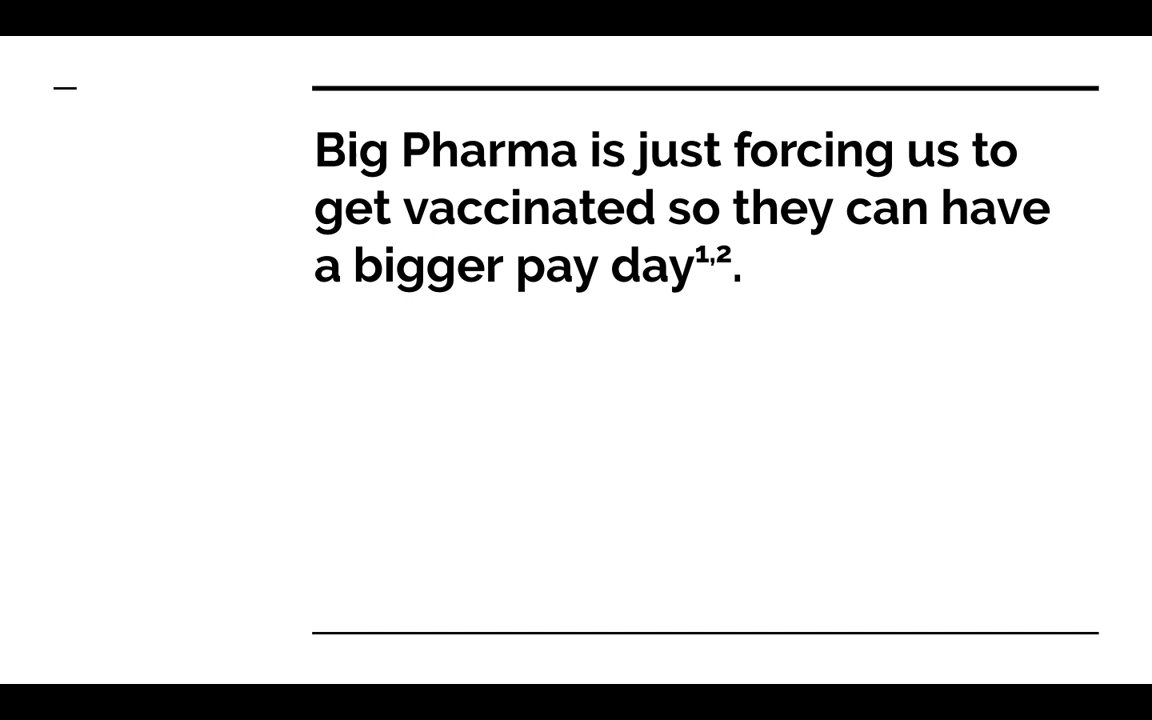 Big Pharma is just forcing us to
get vaccinated so they can have
a bigger pay day¹,².